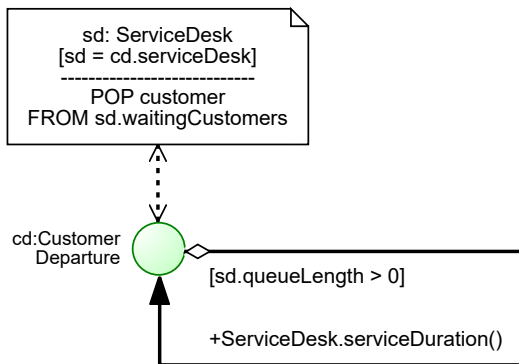 sd: ServiceDesk
[sd = cd.serviceDesk]
----------------------------
POP customer
FROM sd.waitingCustomers
cd:Customer
Departure
[sd.queueLength > 0]
+ServiceDesk.serviceDuration()